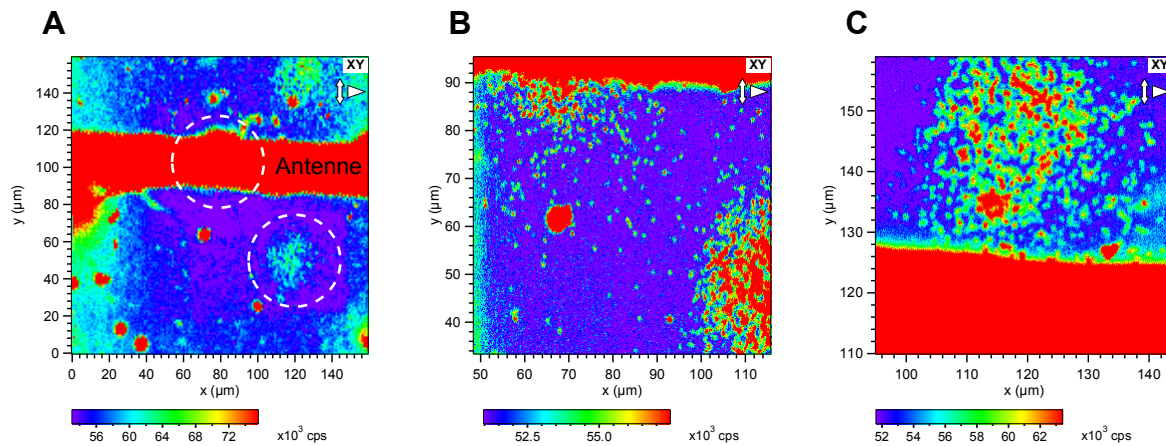 A
XY
Antenne
y (µm)
140
120
100
80
60
40
20
0
0 20 40 60 80 100 120 140
x (µm)
56 60 64 68 72
x10³ cps
B
XY
y (µm)
90
80
70
60
50
40
50 60 70 80 90 100 110
x (µm)
52.5 55.0
x10³ cps
C
XY
y (µm)
150
140
130
120
110
100 110 120 130 140
x (µm)
52 54 56 58 60 62
x10³ cps